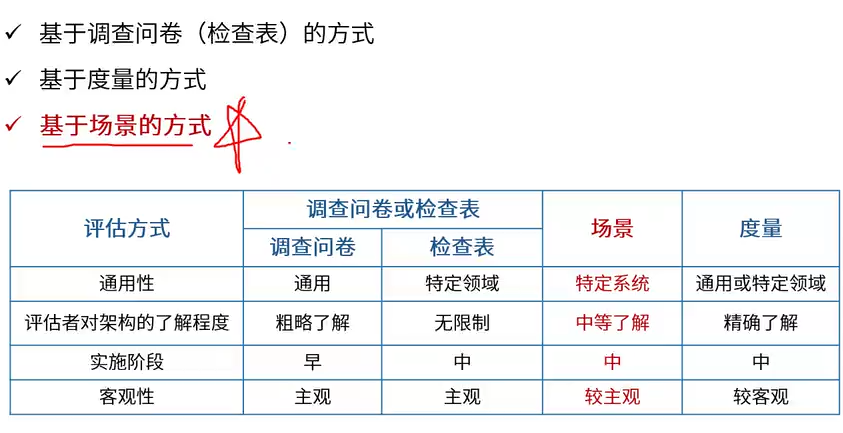 基于调查问卷（检查表）的方式
基于度量的方式
基于场景的方式
评估方式 调查问卷或检查表 场景 度量
调查问卷 检查表
通用性 通用 特定领域 特定系统 通用或特定领域
评估者对架构的了解程度 粗略了解 无限制 中等了解 精确了解
实施阶段 早 中 中 中
客观性 主观 主观 较主观 较客观